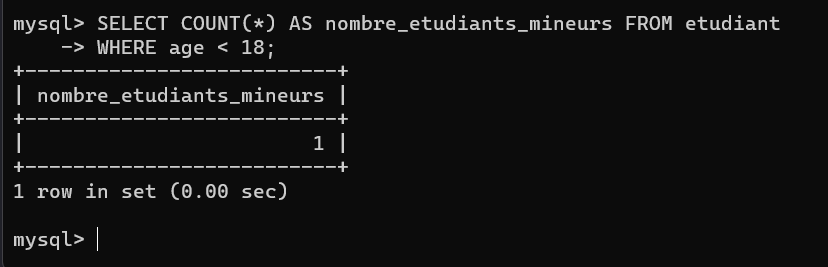 mysql> SELECT COUNT(*) AS nombre_etudiants_mineurs FROM etudiant
    -> WHERE age < 18;
+--------------------------+
| nombre_etudiants_mineurs |
+--------------------------+
|                        1 |
+--------------------------+
1 row in set (0.00 sec)
mysql>